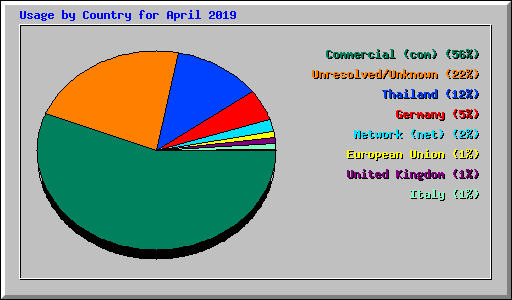 Usage by Country for April 2019
Commercial (com) (56%)
Unresolved/Unknown (22%)
Thailand (12%)
Germany (5%)
Network (net) (2%)
European Union (1%)
United Kingdom (1%)
Italy (1%)